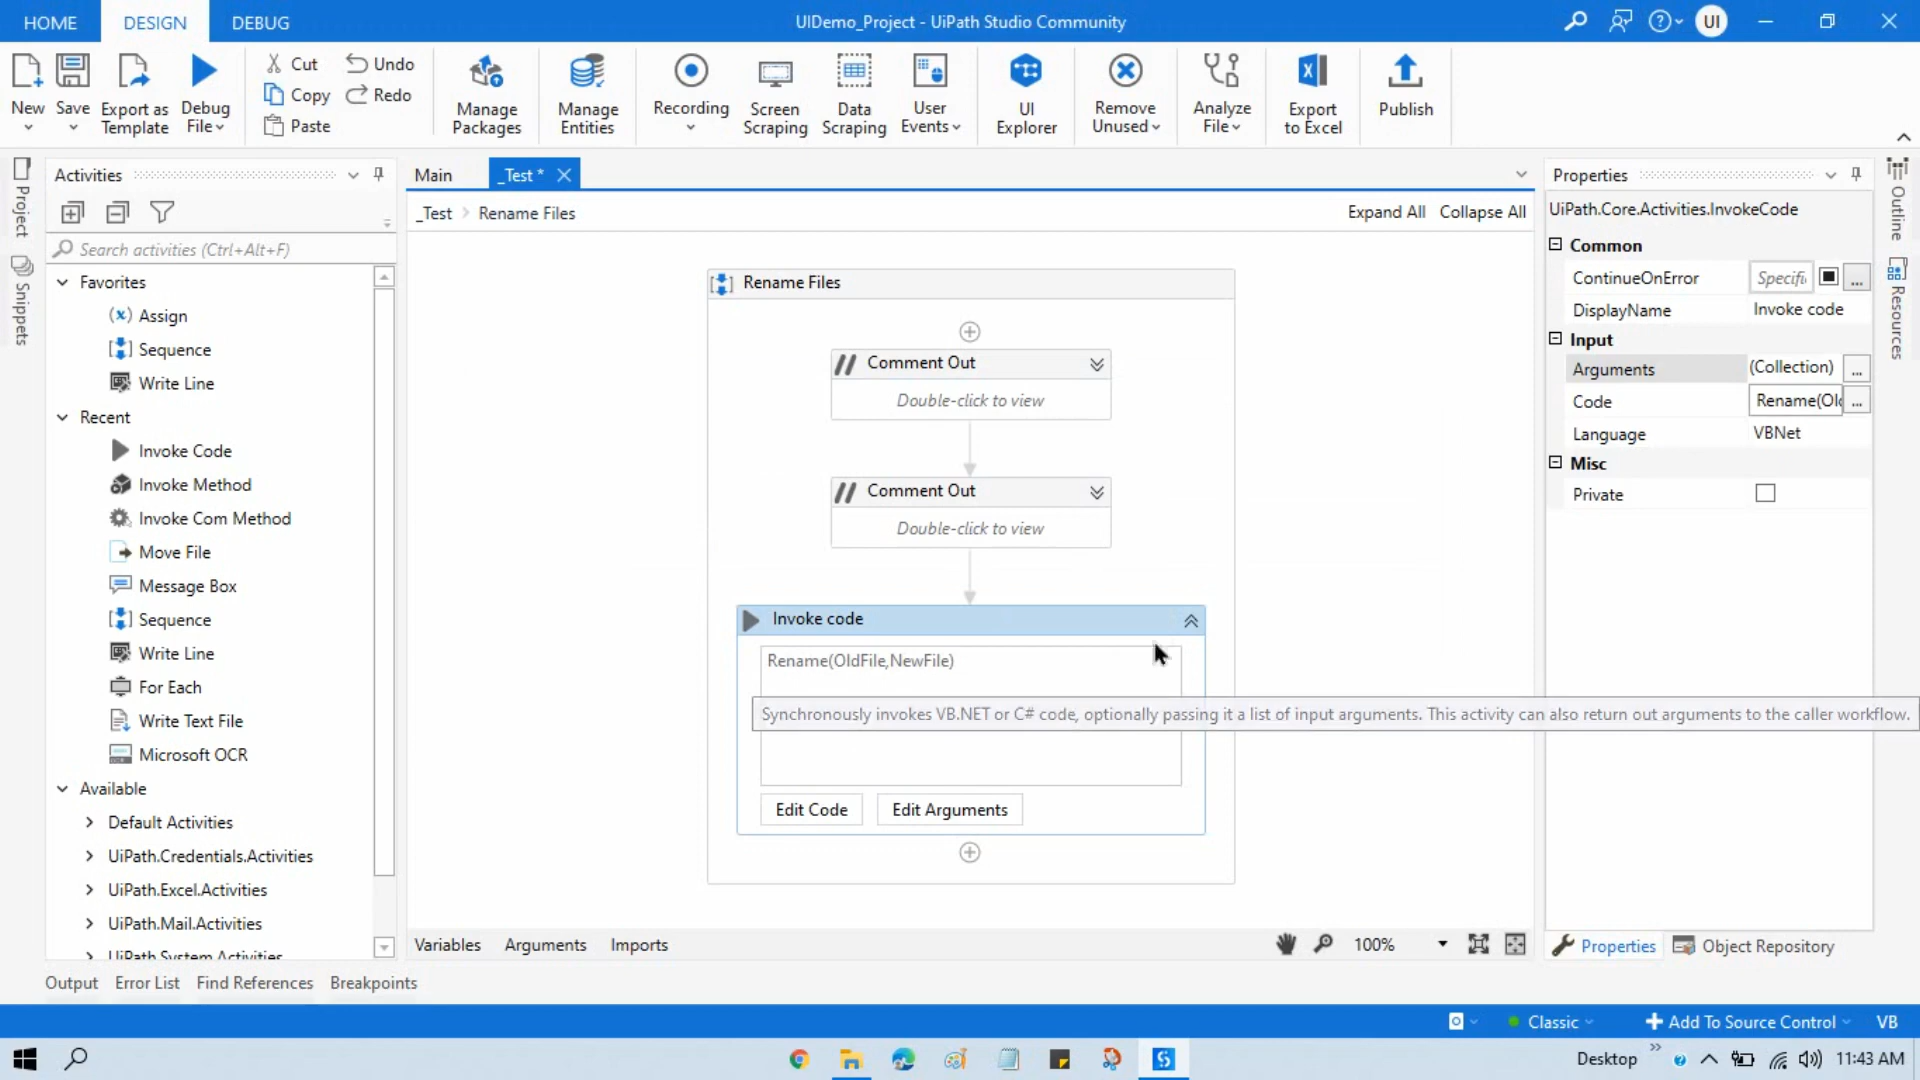 HOME
DESIGN
DEBUG
UIDemo_Project - UiPath Studio Community
UI
New
Save
Export as
Template
Debug
File
Cut
Copy
Paste
Undo
Redo
Manage
Packages
Manage
Entities
Recording
Screen
Scraping
Data
Scraping
User
Events
UI
Explorer
Remove
Unused
Analyze
File
Export
to Excel
Publish
Project
Snippets
Activities
Search activities (Ctrl+Alt+F)
Favorites
Assign
Sequence
Write Line
Recent
Invoke Code
Invoke Method
Invoke Com Method
Move File
Message Box
Sequence
Write Line
For Each
Write Text File
Microsoft OCR
Available
Default Activities
UiPath.Credentials.Activities
UiPath.Excel.Activities
UiPath.Mail.Activities
UiPath.System.Activities
Main
_Test *
_Test > Rename Files
Expand All
Collapse All
Rename Files
Comment Out
Double-click to view
Comment Out
Double-click to view
Invoke code
Rename(OldFile,NewFile)
Synchronously invokes VB.NET or C# code, optionally passing it a list of input arguments. This activity can also return out arguments to the caller workflow.
Edit Code
Edit Arguments
Variables
Arguments
Imports
100%
Properties
UiPath.Core.Activities.InvokeCode
Common
ContinueOnError
Specifi
...
DisplayName
Invoke code
Input
Arguments
(Collection)
...
Code
Rename(Old
...
Language
VBNet
Misc
Private
Properties
Object Repository
Outline
Resources
Output
Error List
Find References
Breakpoints
Classic
Add To Source Control
VB
Desktop
11:43 AM